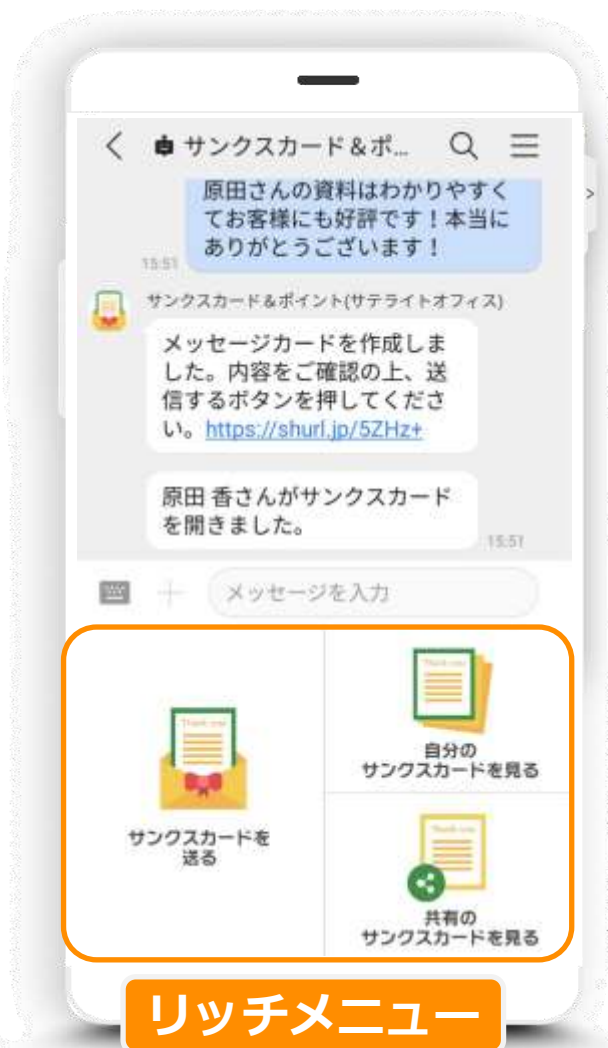 サンクスカード＆ポ...
原田さんの資料はわかりやすく
てお客様にも好評です！本当に
ありがとうございます！
15:51
サンクスカード&ポイント(サテライトオフィス)
メッセージカードを作成しま
した。内容をご確認の上、送
信するボタンを押してくださ
い。https://shurl.jp/5ZHz+
原田 香さんがサンクスカード
を開きました。
15:51
メッセージを入力
Thank you
サンクスカードを
送る
Thank you
自分の
サンクスカードを見る
Thank you
共有の
サンクスカードを見る
リッチメニュー